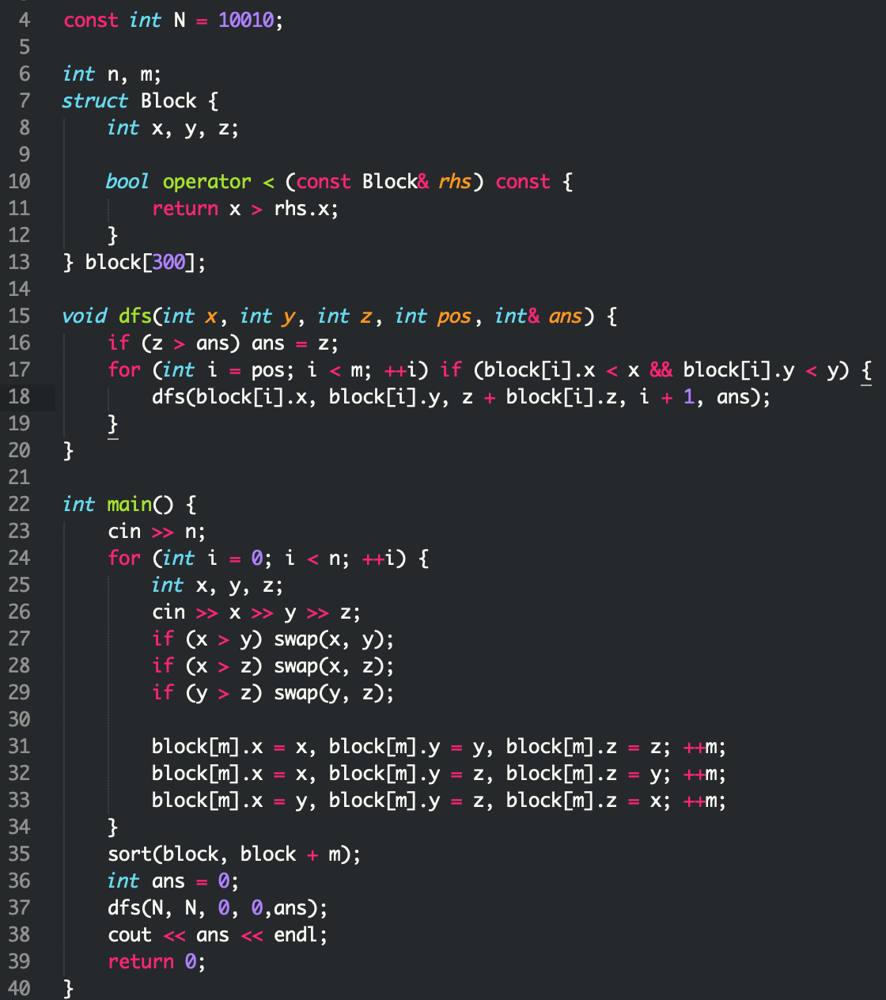 4 const int N = 10010;
5
6 int n, m;
7 struct Block {
8     int x, y, z;
9
10     bool operator < (const Block& rhs) const {
11         return x > rhs.x;
12     }
13 } block[300];
14
15 void dfs(int x, int y, int z, int pos, int& ans) {
16     if (z > ans) ans = z;
17     for (int i = pos; i < m; ++i) if (block[i].x < x && block[i].y < y) {
18         dfs(block[i].x, block[i].y, z + block[i].z, i + 1, ans);
19     }
20 }
21
22 int main() {
23     cin >> n;
24     for (int i = 0; i < n; ++i) {
25         int x, y, z;
26         cin >> x >> y >> z;
27         if (x > y) swap(x, y);
28         if (x > z) swap(x, z);
29         if (y > z) swap(y, z);
30
31         block[m].x = x, block[m].y = y, block[m].z = z; ++m;
32         block[m].x = x, block[m].y = z, block[m].z = y; ++m;
33         block[m].x = y, block[m].y = z, block[m].z = x; ++m;
34     }
35     sort(block, block + m);
36     int ans = 0;
37     dfs(N, N, 0, 0,ans);
38     cout << ans << endl;
39     return 0;
40 }